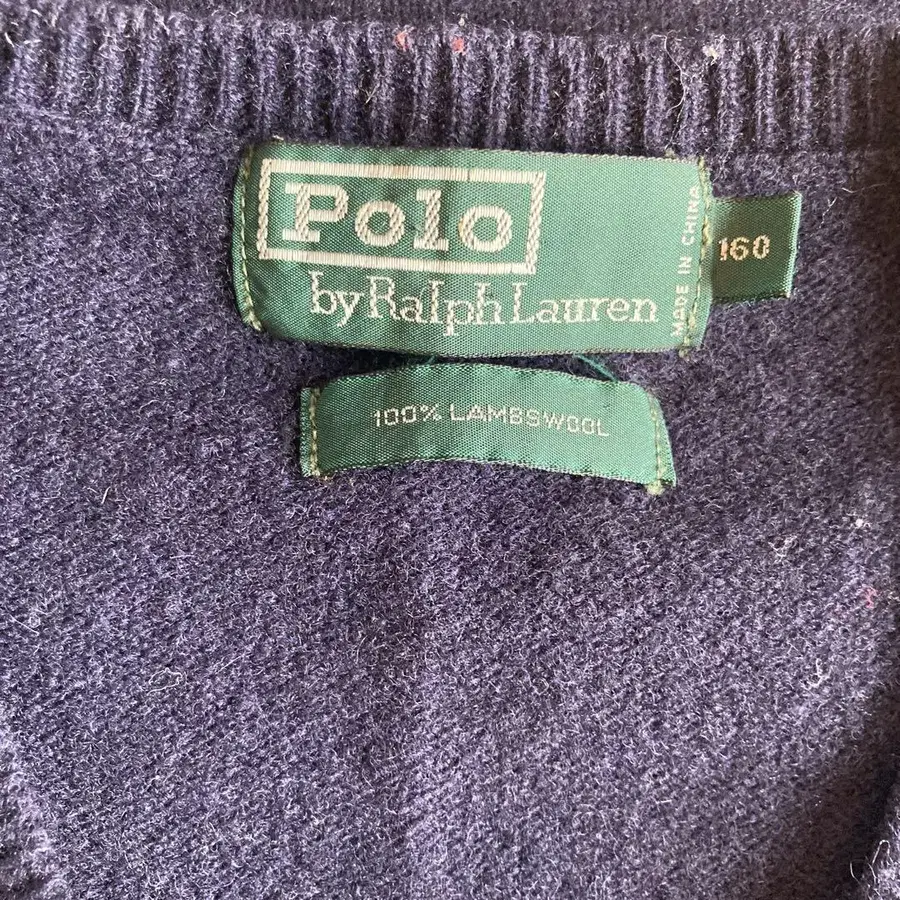 Polo
by Ralph Lauren
MADE IN CHINA
160
100% LAMBSWOOL